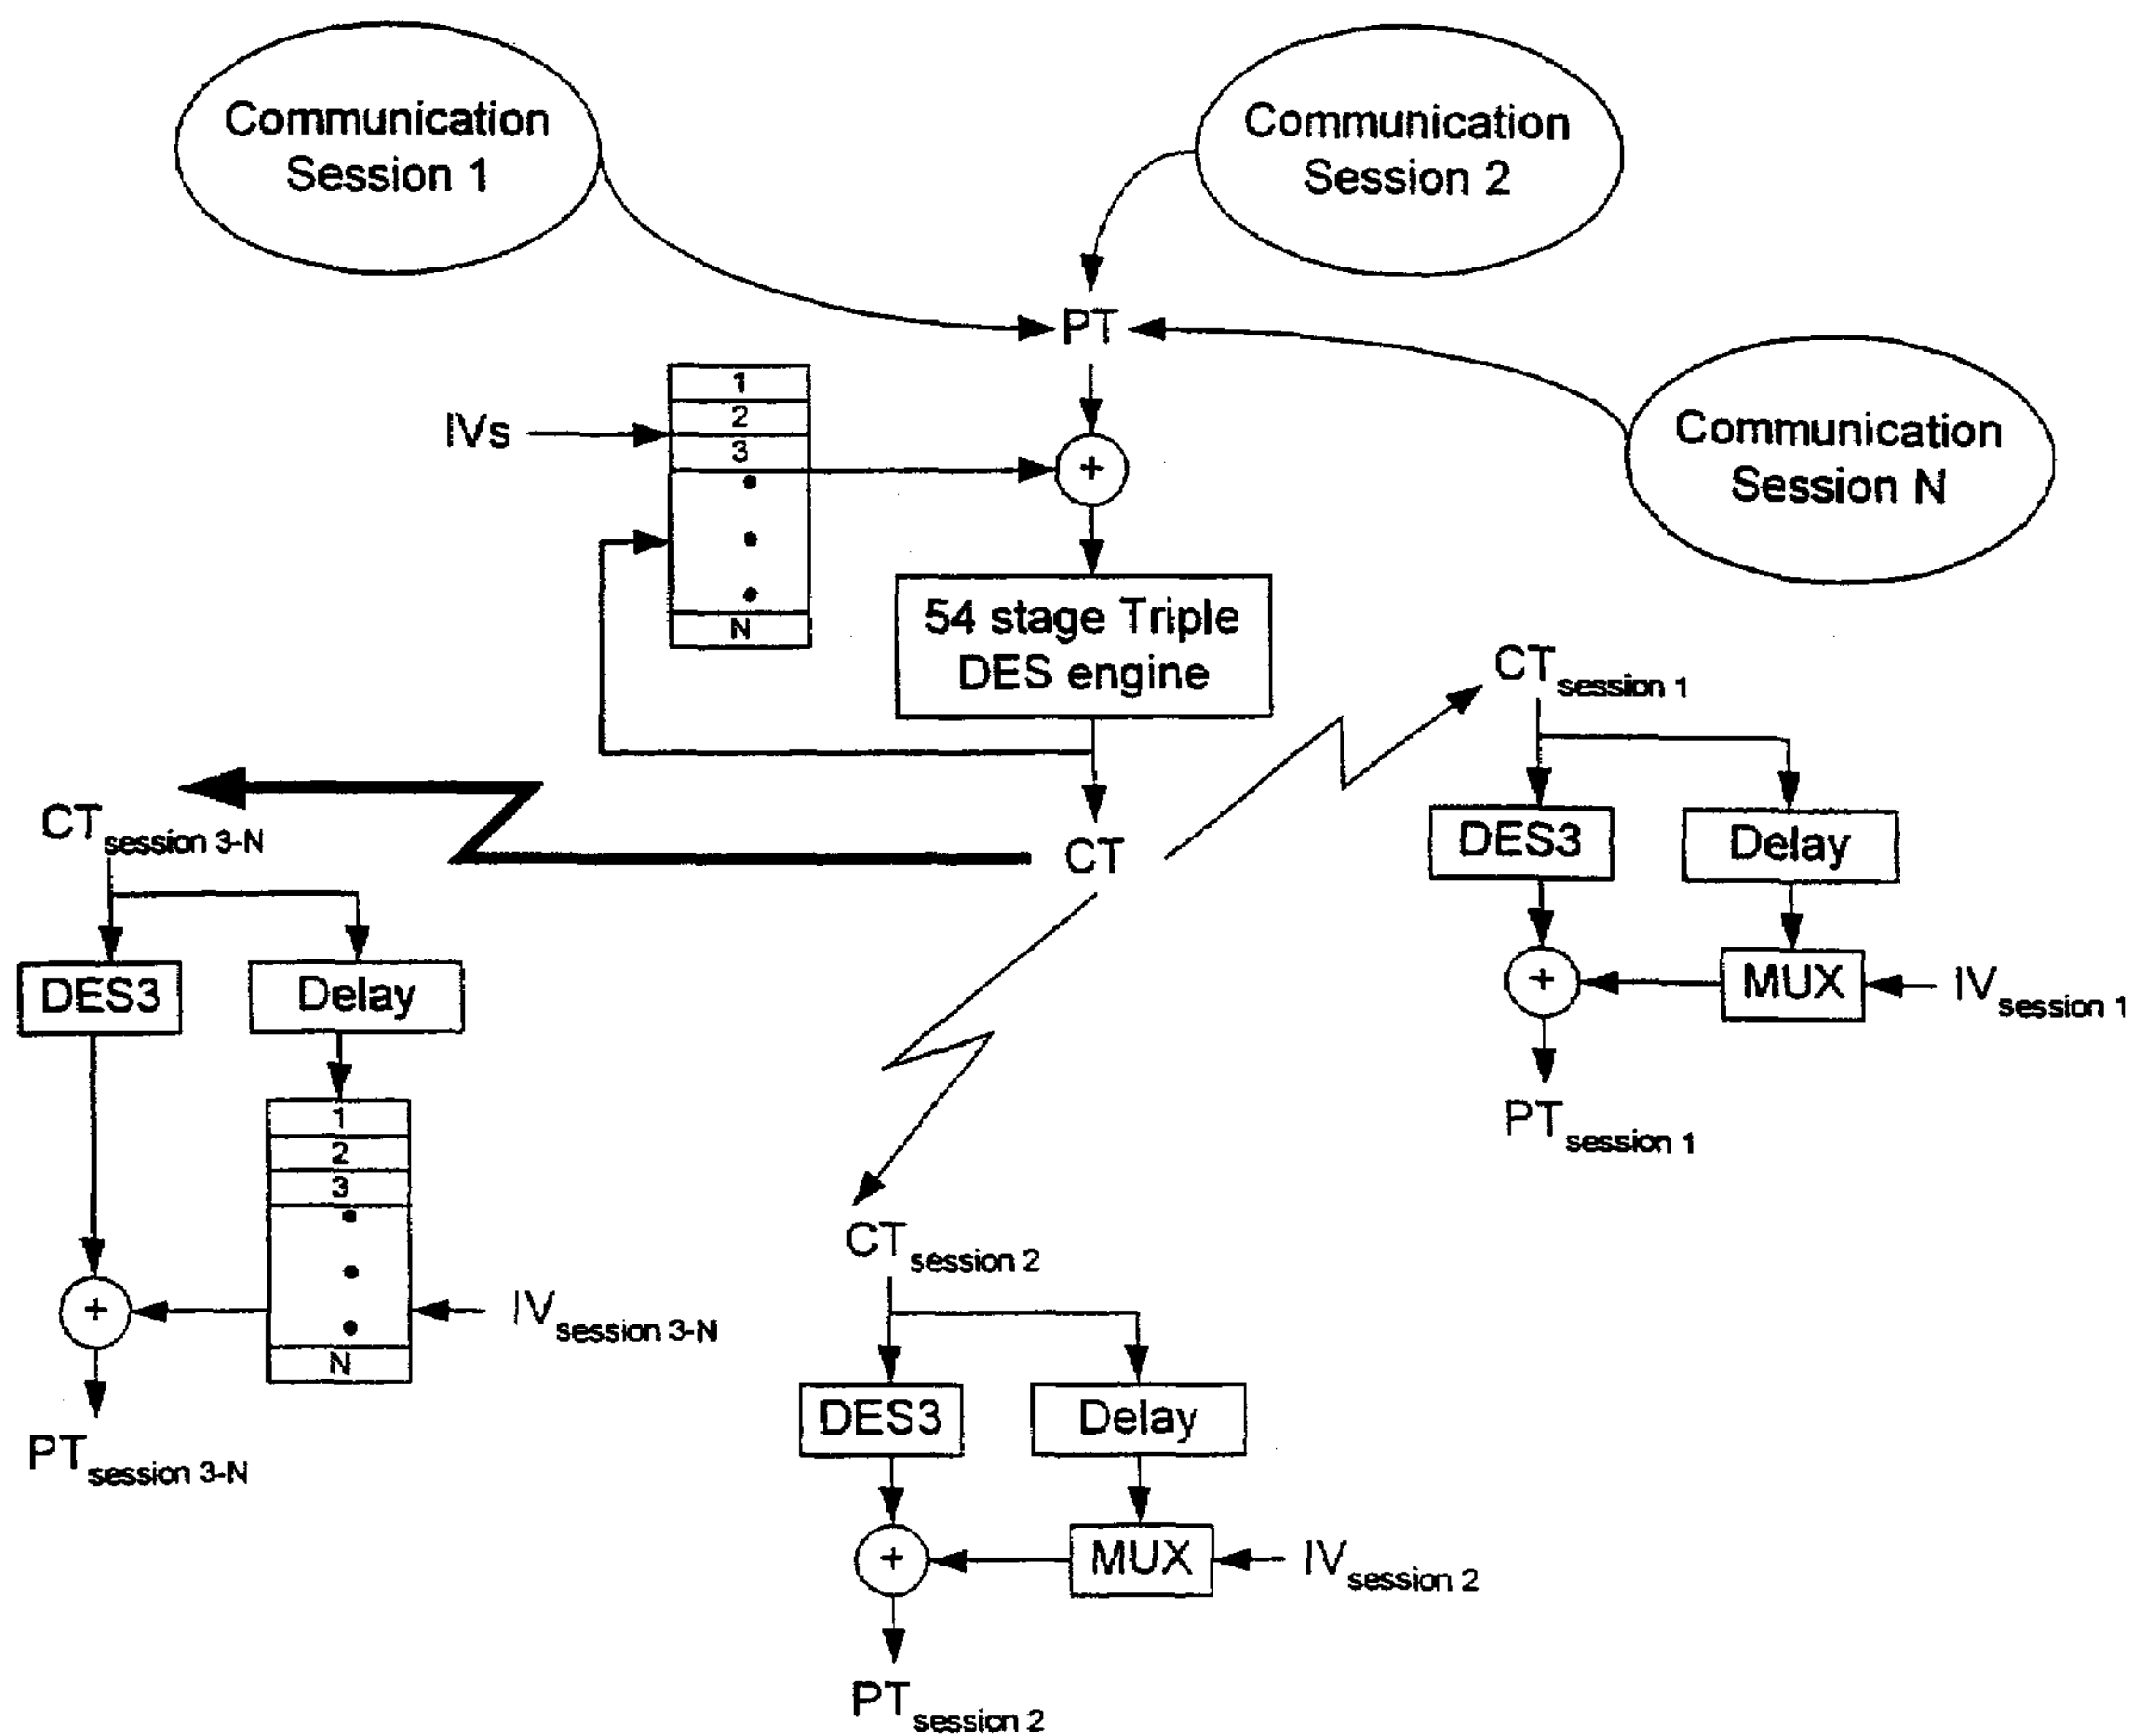 Communication
Session 1
Communication
Session 2
PT
Communication
Session N
IVs
1
2
3
N
+
54 stage Triple
DES engine
CT
CT session 1
DES3
Delay
+
MUX
IV session 1
PT session 1
CT session 3-N
DES3
Delay
1
2
3
N
+
IV session 3-N
PT session 3-N
CT session 2
DES3
Delay
+
MUX
IV session 2
PT session 2